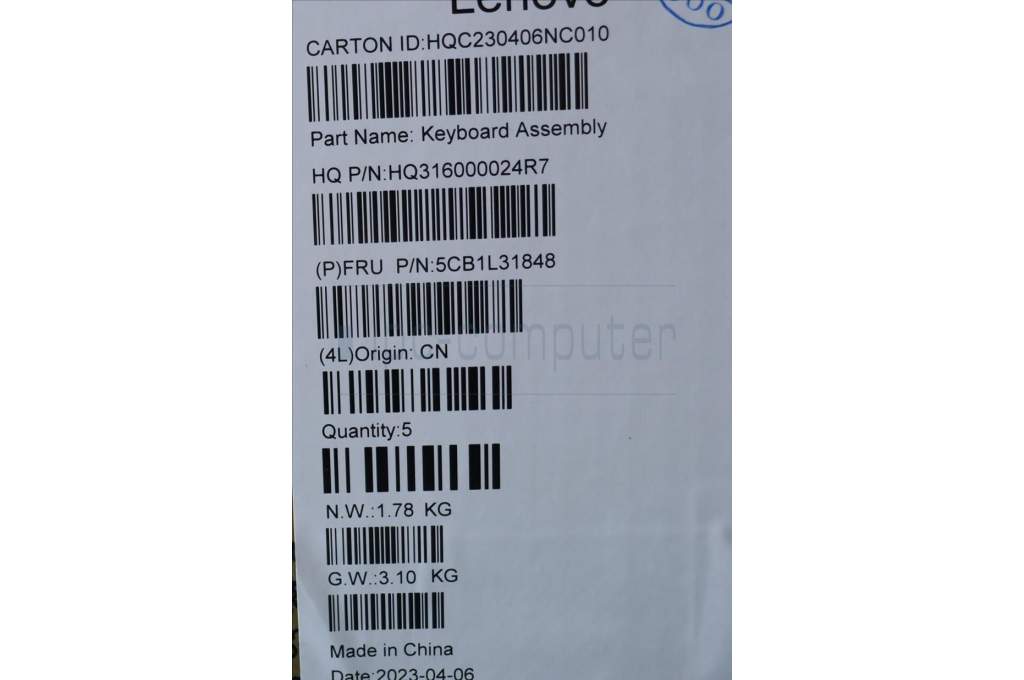 Lenovo
CARTON ID:HQC230406NC010
Part Name: Keyboard Assembly
HQ P/N:HQ316000024R7
(P)FRU P/N:5CB1L31848
(4L)Origin: CN
Quantity:5
N.W.:1.78 KG
G.W.:3.10 KG
Made in China
Date:2023-04-06